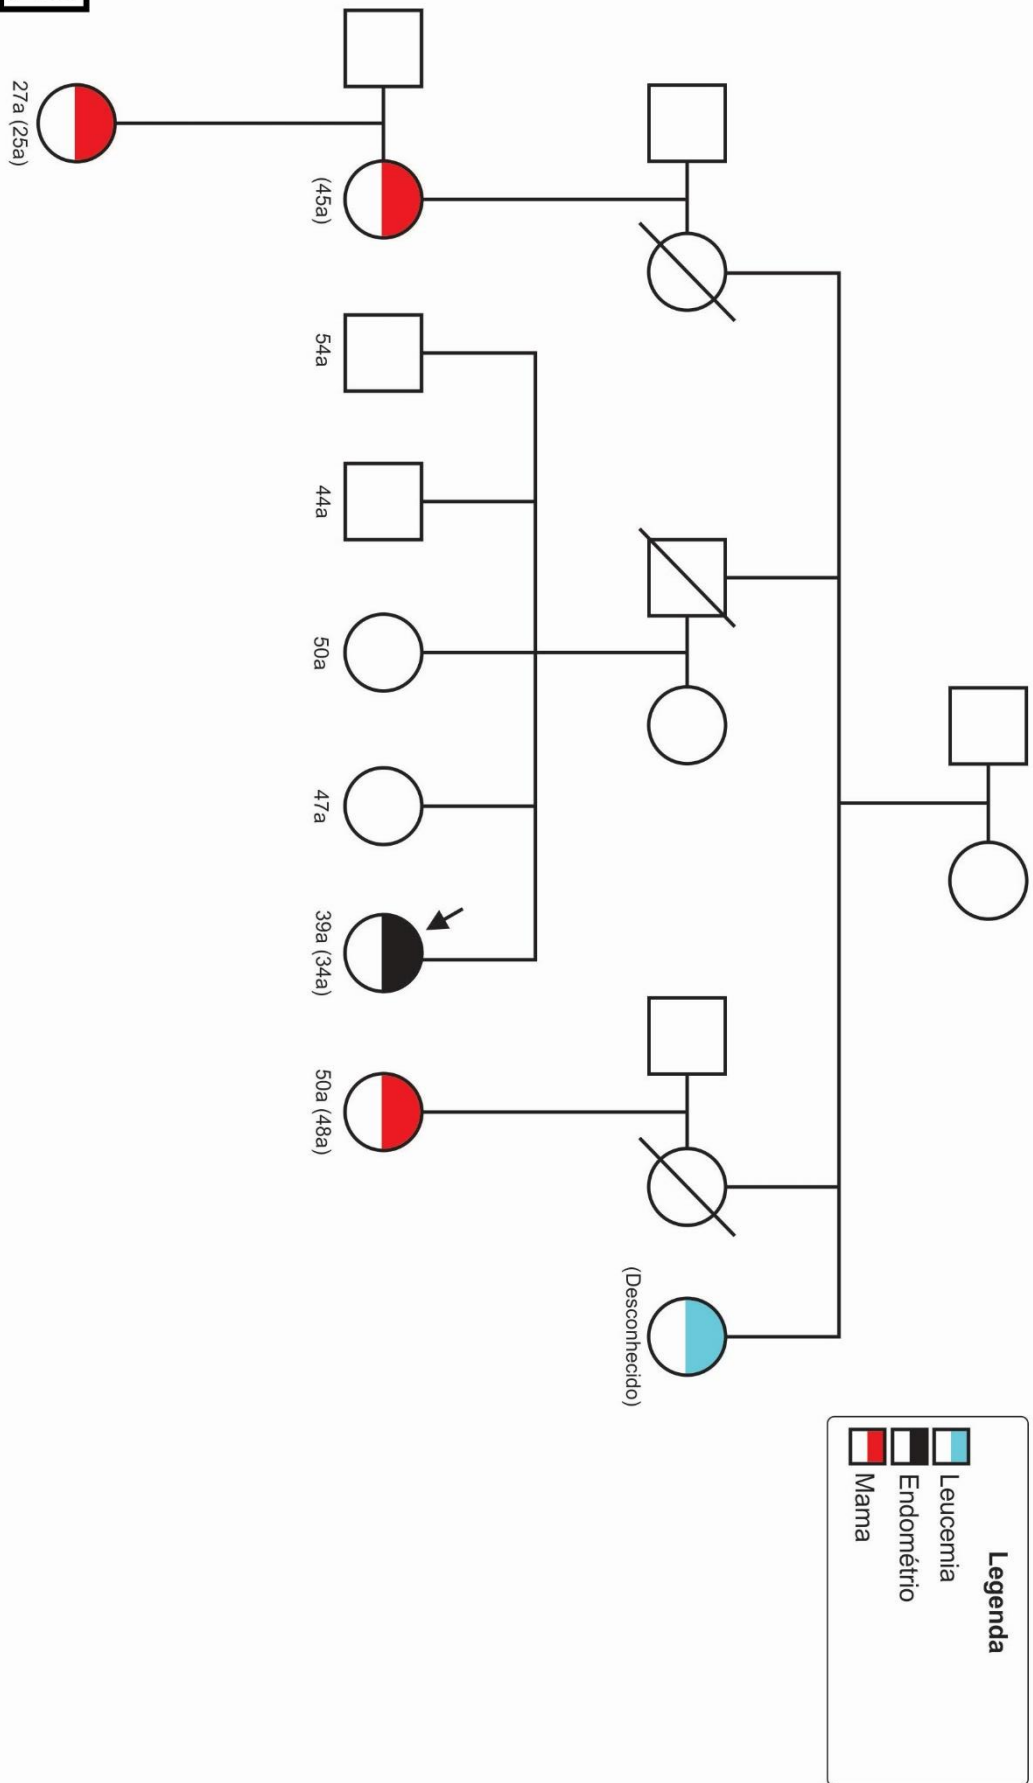 Legenda
Leucemia
Endométrio
Mama
(Desconhecido)
(45a)
54a
44a
50a
47a
39a (34a)
50a (48a)
27a (25a)